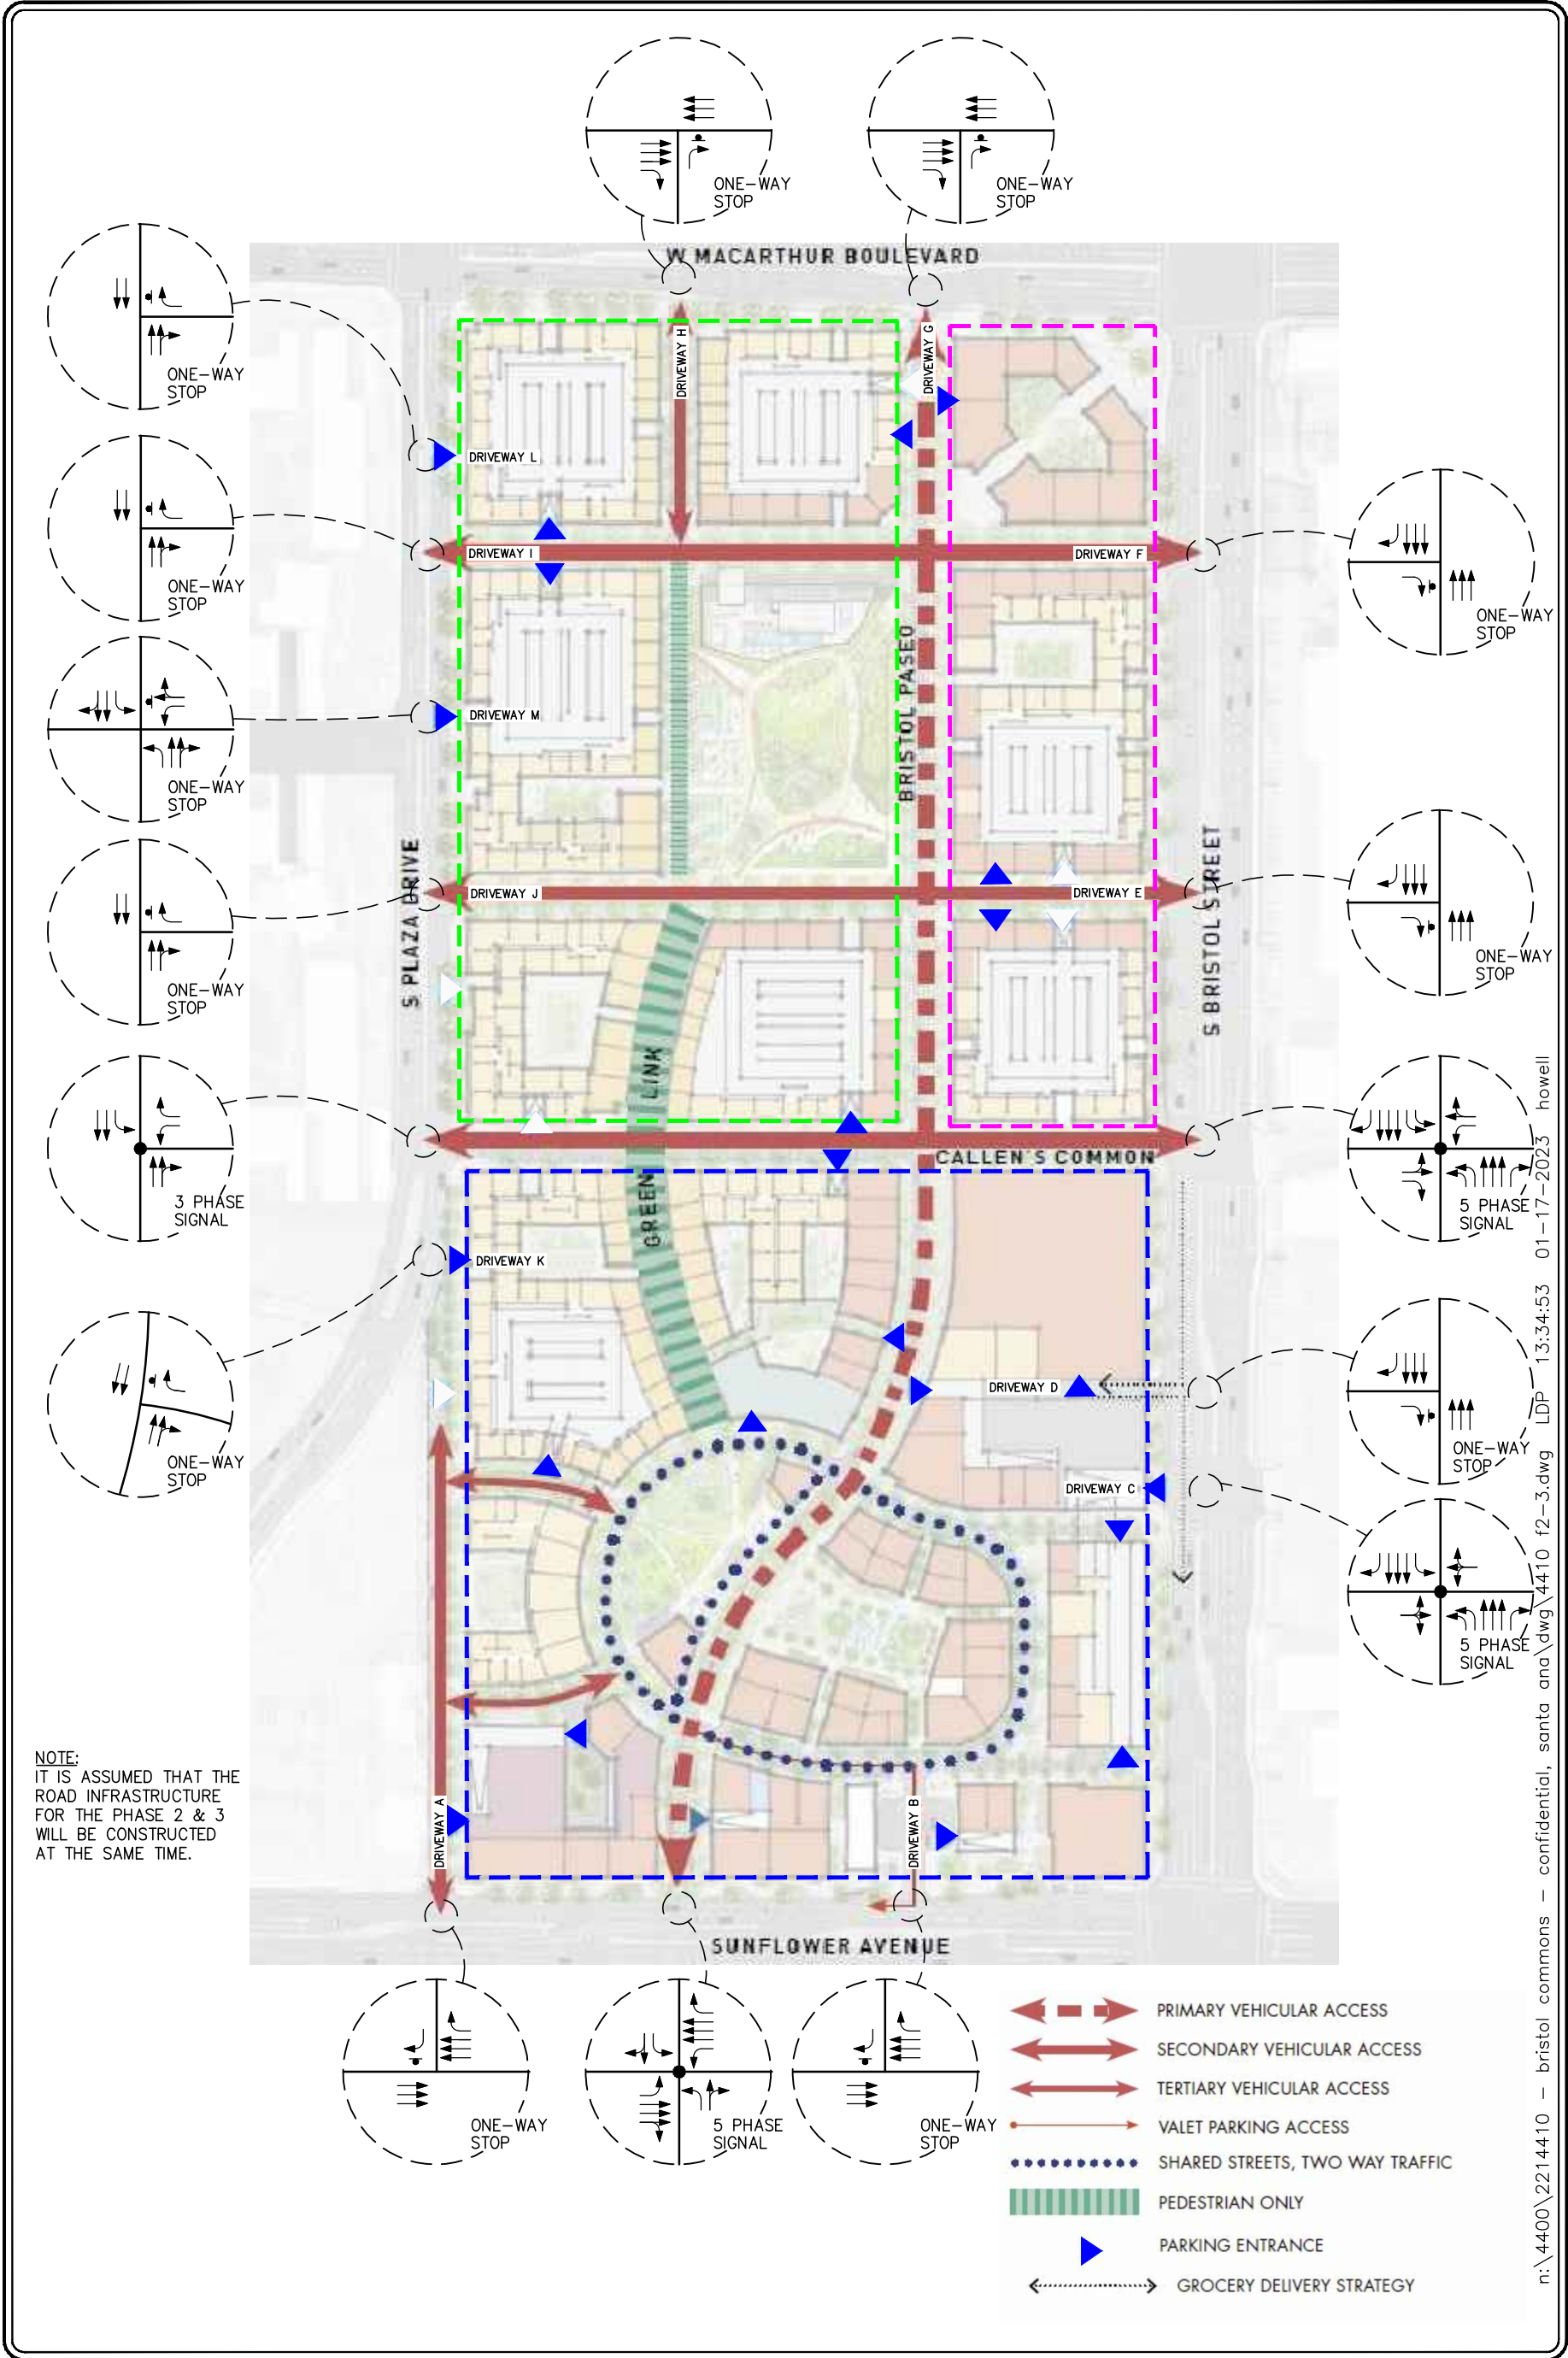 ONE-WAY
STOP
ONE-WAY
STOP
W MACARTHUR BOULEVARD
ONE-WAY
STOP
DRIVEWAY H
DRIVEWAY G
DRIVEWAY L
ONE-WAY
STOP
DRIVEWAY I
DRIVEWAY F
ONE-WAY
STOP
BRISTOL PASEO
DRIVEWAY M
ONE-WAY
STOP
S PLAZA DRIVE
S BRISTOL STREET
DRIVEWAY J
DRIVEWAY E
ONE-WAY
STOP
ONE-WAY
STOP
GREEN LINK
CALLEN'S COMMON
3 PHASE
SIGNAL
5 PHASE
SIGNAL
GREEN
DRIVEWAY K
DRIVEWAY D
ONE-WAY
STOP
ONE-WAY
STOP
DRIVEWAY C
5 PHASE
SIGNAL
NOTE:
IT IS ASSUMED THAT THE
ROAD INFRASTRUCTURE
FOR THE PHASE 2 & 3
WILL BE CONSTRUCTED
AT THE SAME TIME.
DRIVEWAY A
DRIVEWAY B
SUNFLOWER AVENUE
ONE-WAY
STOP
5 PHASE
SIGNAL
ONE-WAY
STOP
PRIMARY VEHICULAR ACCESS
SECONDARY VEHICULAR ACCESS
TERTIARY VEHICULAR ACCESS
VALET PARKING ACCESS
SHARED STREETS, TWO WAY TRAFFIC
PEDESTRIAN ONLY
PARKING ENTRANCE
GROCERY DELIVERY STRATEGY
n:\4400\2214410 - bristol commons - confidential, santa ana\dwg\4410 f2-3.dwg LDP 13:34:53 01-17-2023 howell